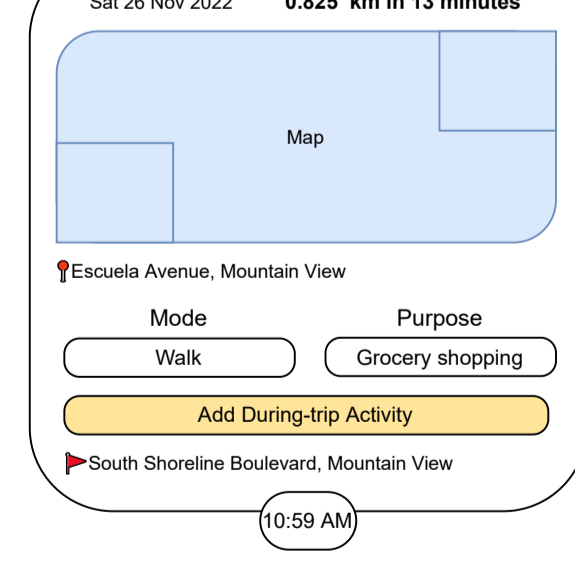 Sat 26 Nov 2022 0.825 km in 13 minutes
Map
Escuela Avenue, Mountain View
Mode Purpose
Walk Grocery shopping
Add During-trip Activity
South Shoreline Boulevard, Mountain View
10:59 AM